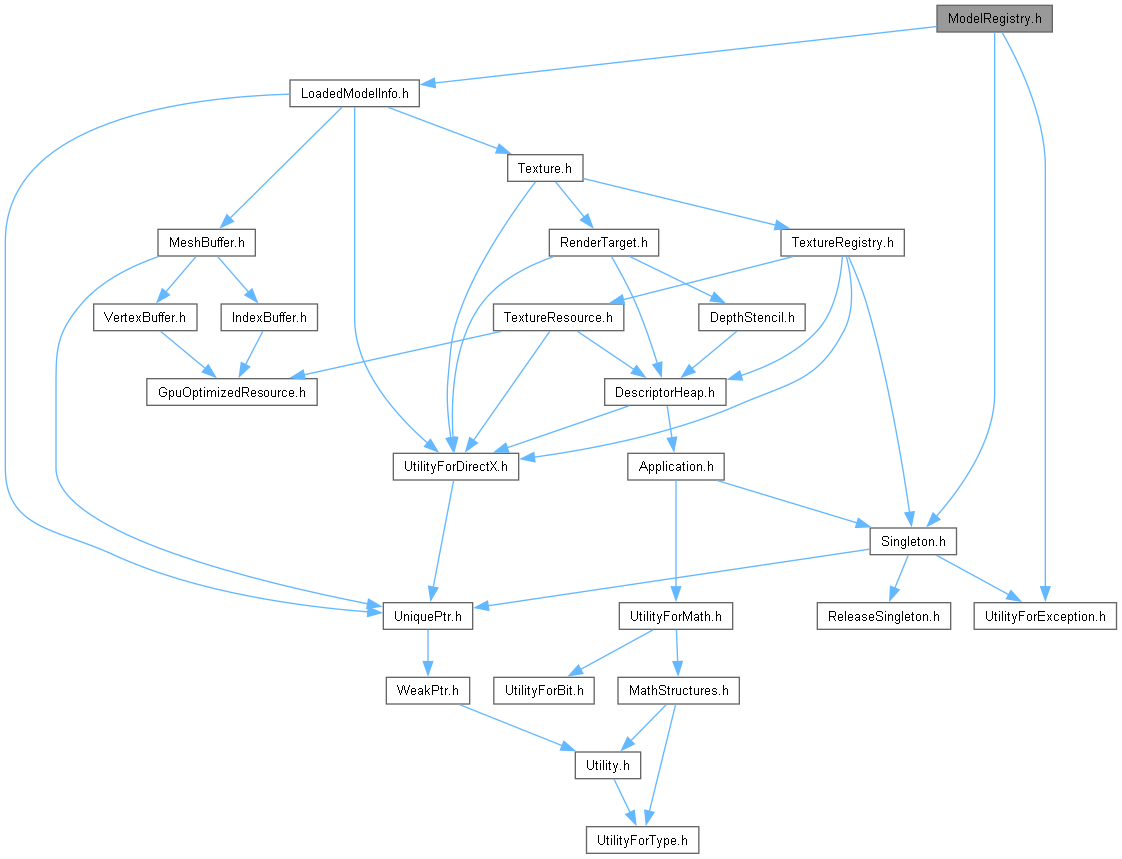 ModelRegistry.h
LoadedModelInfo.h
Texture.h
MeshBuffer.h
RenderTarget.h
TextureRegistry.h
VertexBuffer.h
IndexBuffer.h
TextureResource.h
DepthStencil.h
GpuOptimizedResource.h
DescriptorHeap.h
UtilityForDirectX.h
Application.h
Singleton.h
UniquePtr.h
UtilityForMath.h
ReleaseSingleton.h
UtilityForException.h
WeakPtr.h
UtilityForBit.h
MathStructures.h
Utility.h
UtilityForType.h